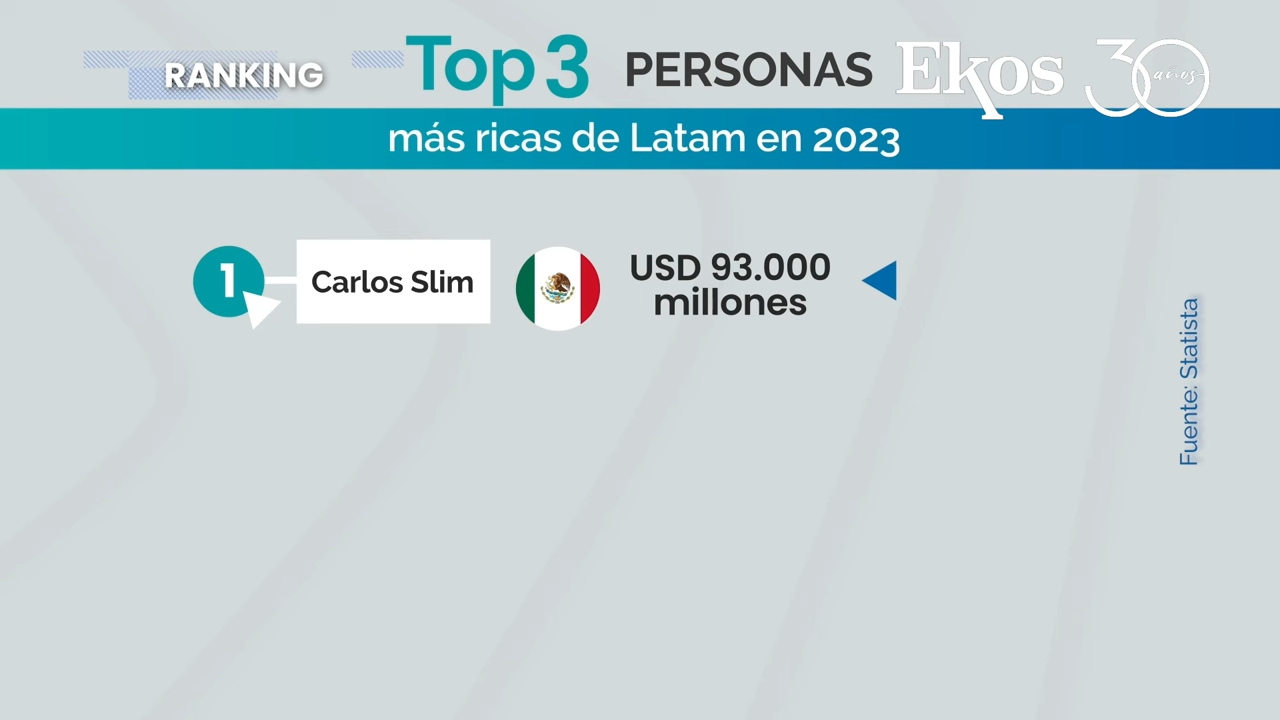 RANKING
Top 3 PERSONAS
Ekos 30 años
más ricas de Latam en 2023
1
Carlos Slim
USD 93.000
millones
Fuente: Statista